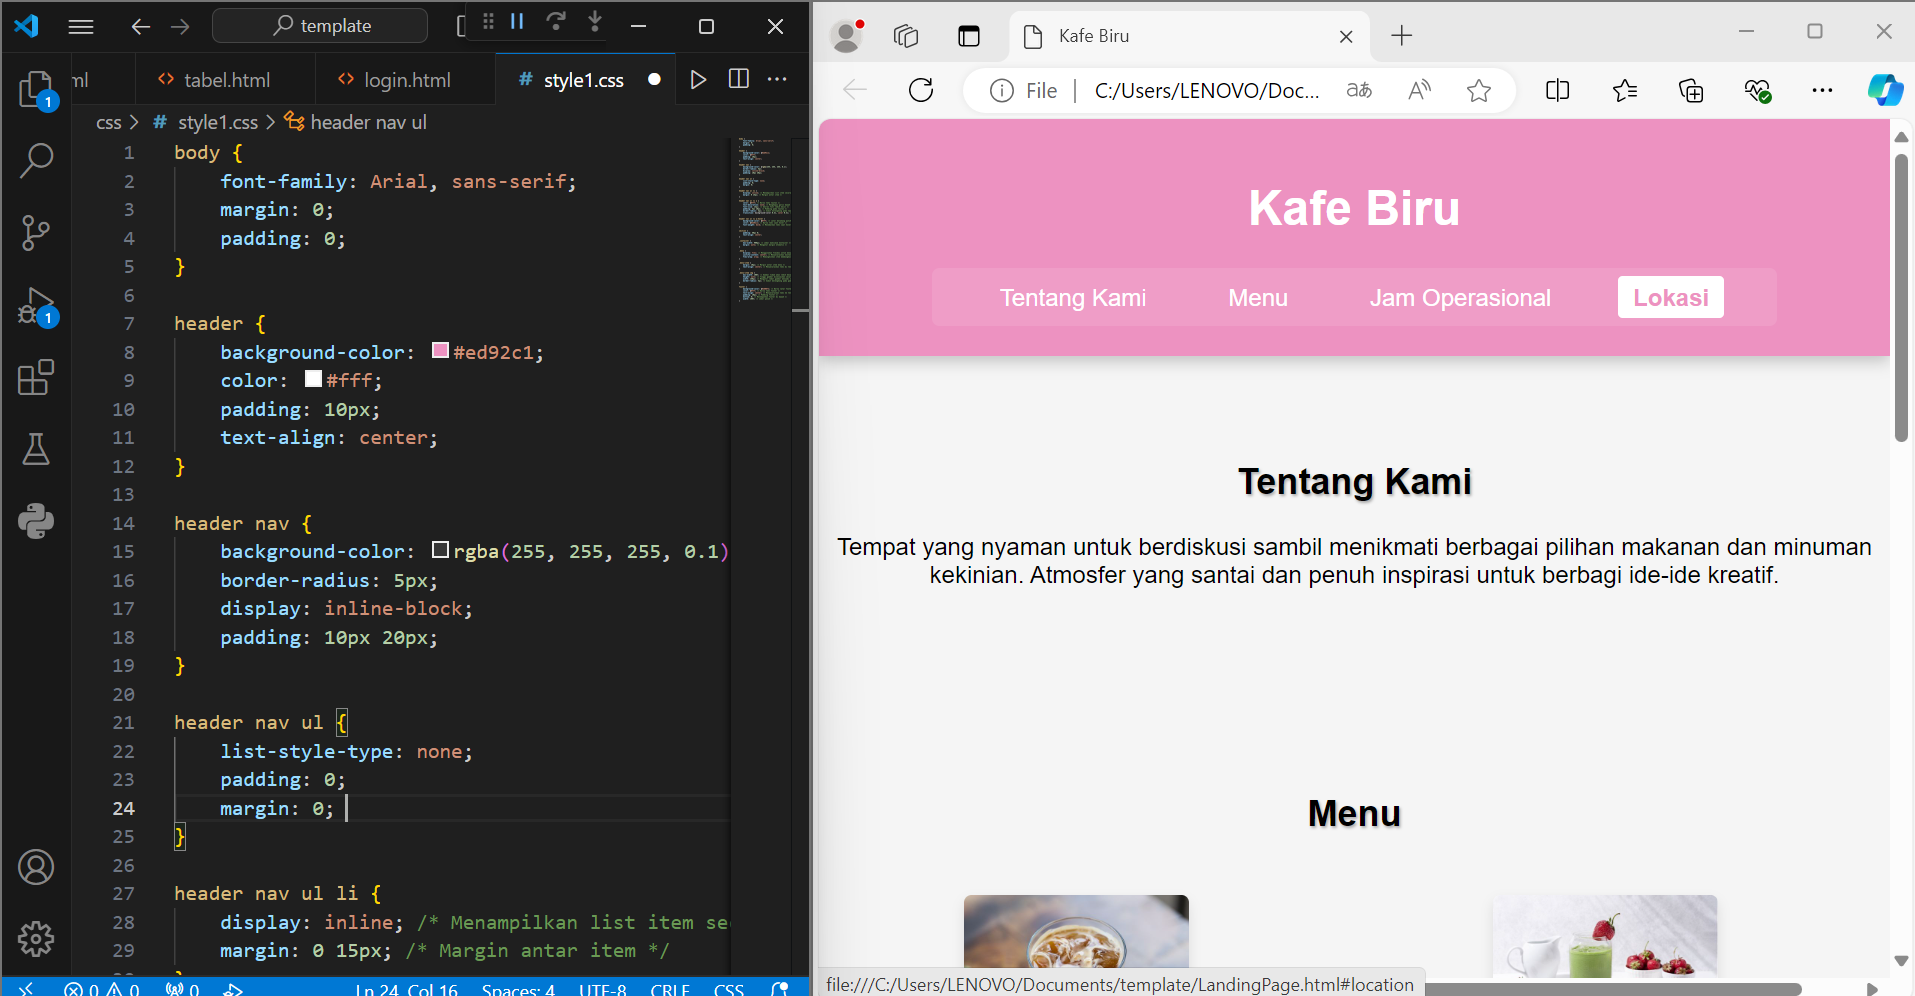 template
ml
tabel.html
login.html
# style1.css
css > # style1.css > header nav ul
1 body {
2 font-family: Arial, sans-serif;
3 margin: 0;
4 padding: 0;
5 }
6
7 header {
8 background-color: #ed92c1;
9 color: #fff;
10 padding: 10px;
11 text-align: center;
12 }
13
14 header nav {
15 background-color: rgba(255, 255, 255, 0.1)
16 border-radius: 5px;
17 display: inline-block;
18 padding: 10px 20px;
19 }
20
21 header nav ul {
22 list-style-type: none;
23 padding: 0;
24 margin: 0;
25 }
26
27 header nav ul li {
28 display: inline; /* Menampilkan list item se
29 margin: 0 15px; /* Margin antar item */
1
1
0 0 0 Ln 24, Col 16 Spaces: 4 UTF-8 CRLF CSS
Kafe Biru
File | C:/Users/LENOVO/Doc...
Kafe Biru
Tentang Kami Menu Jam Operasional Lokasi
Tentang Kami
Tempat yang nyaman untuk berdiskusi sambil menikmati berbagai pilihan makanan dan minuman
kekinian. Atmosfer yang santai dan penuh inspirasi untuk berbagi ide-ide kreatif.
Menu
file:///C:/Users/LENOVO/Documents/template/LandingPage.html#location